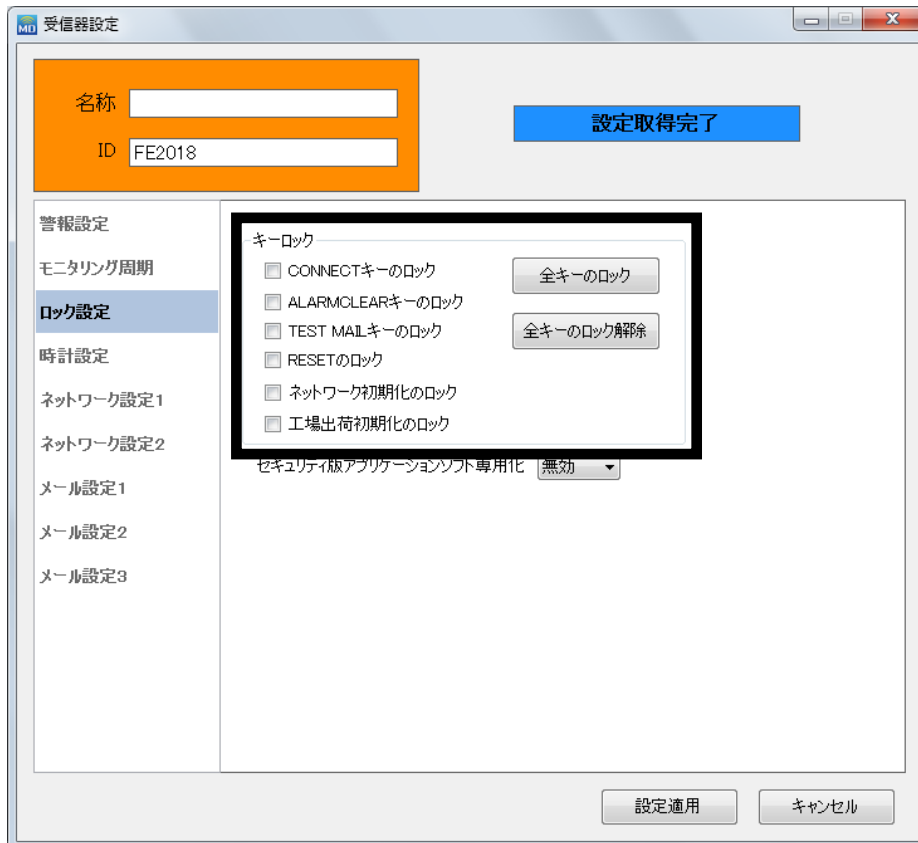 MD 受信器設定
名称
設定取得完了
ID FE2018
警報設定
モニタリング周期
ロック設定
時計設定
ネットワーク設定1
ネットワーク設定2
メール設定1
メール設定2
メール設定3
キーロック
CONNECTキーのロック
ALARMCLEARキーのロック
TEST MAILキーのロック
RESETのロック
ネットワーク初期化のロック
工場出荷初期化のロック
全キーのロック
全キーのロック解除
セキュリティ版アプリケーションソフト専用化 無効
設定適用 キャンセル